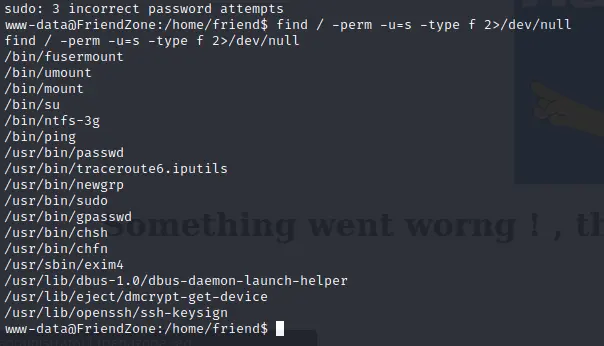 sudo: 3 incorrect password attempts
www-data@FriendZone:/home/friend$ find / -perm -u=s -type f 2>/dev/null
find / -perm -u=s -type f 2>/dev/null
/bin/fusermount
/bin/umount
/bin/mount
/bin/su
/bin/ntfs-3g
/bin/ping
/usr/bin/passwd
/usr/bin/traceroute6.iputils
/usr/bin/newgrp
/usr/bin/sudo
/usr/bin/gpasswd
/usr/bin/chsh
/usr/bin/chfn
Something went worng ! , th
/usr/sbin/exim4
/usr/lib/dbus-1.0/dbus-daemon-launch-helper
/usr/lib/eject/dmcrypt-get-device
/usr/lib/openssh/ssh-keysign
www-data@FriendZone:/home/friend$